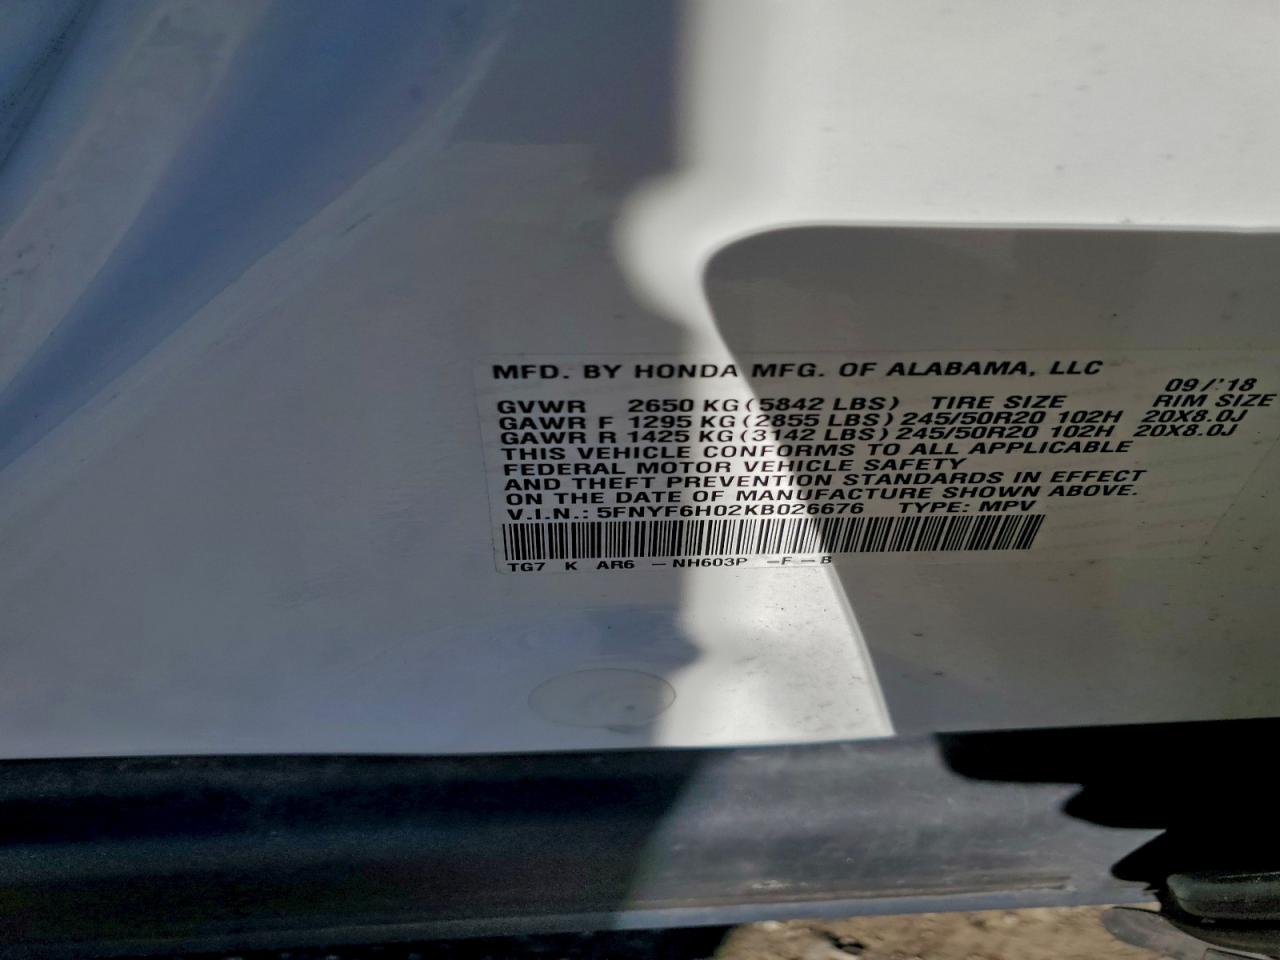 MFD. BY HONDA MFG. OF ALABAMA, LLC
09/'18
GVWR 2650 KG (5842 LBS) TIRE SIZE RIM SIZE
GAWR F 1295 KG (2855 LBS) 245/50R20 102H 20X8.0J
GAWR R 1425 KG (3142 LBS) 245/50R20 102H 20X8.0J
THIS VEHICLE CONFORMS TO ALL APPLICABLE
FEDERAL MOTOR VEHICLE SAFETY
AND THEFT PREVENTION STANDARDS IN EFFECT
ON THE DATE OF MANUFACTURE SHOWN ABOVE.
V.I.N.: 5FNYF6H02KB026676 TYPE: MPV
TG7 K AR6 -NH603P -F-B